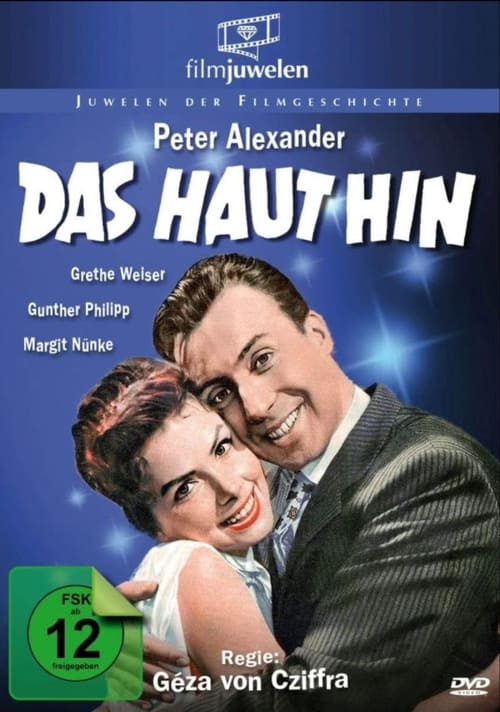 filmjuwelen
JUWELEN DER FILMGESCHICHTE
Peter Alexander
DAS HAUT HIN
Grethe Weiser
Gunther Philipp
Margit Nünke
FSK
ab
12
freigegeben
Regie:
Géza von Cziffra
DVD
VIDEO